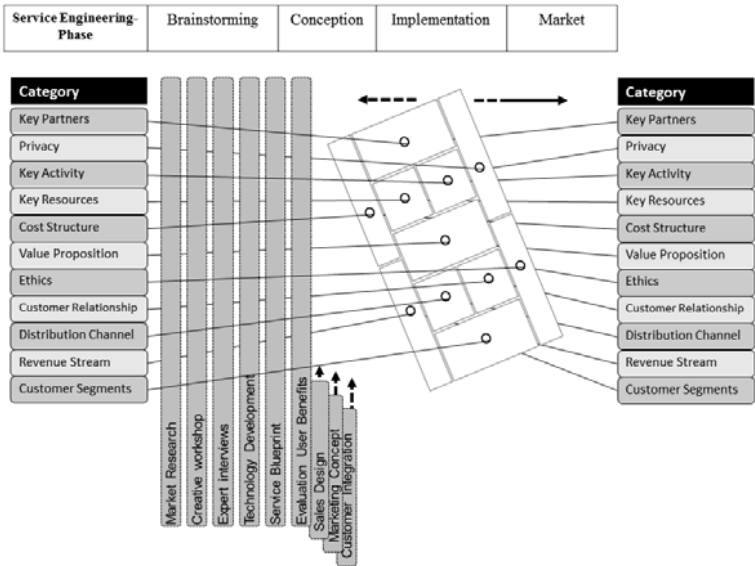 Service Engineering-
Phase
Brainstorming
Conception
Implementation
Market
Category
Key Partners
Privacy
Key Activity
Key Resources
Cost Structure
Value Proposition
Ethics
Customer Relationship
Distribution Channel
Revenue Stream
Customer Segments
Market Research
Creative workshop
Expert interviews
Technology Development
Service Blueprint
Evaluation User Benefits
Sales Design
Marketing Concept
Customer Integration
Category
Key Partners
Privacy
Key Activity
Key Resources
Cost Structure
Value Proposition
Ethics
Customer Relationship
Distribution Channel
Revenue Stream
Customer Segments